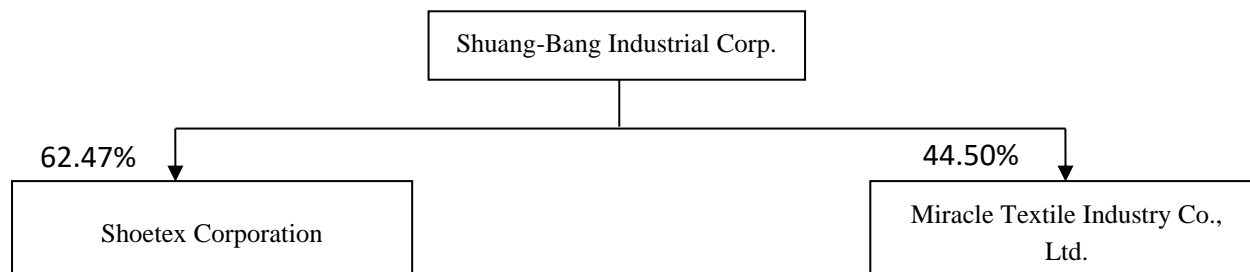 Shuang-Bang Industrial Corp.
62.47%
44.50%
Shoetex Corporation
Miracle Textile Industry Co.,
Ltd.